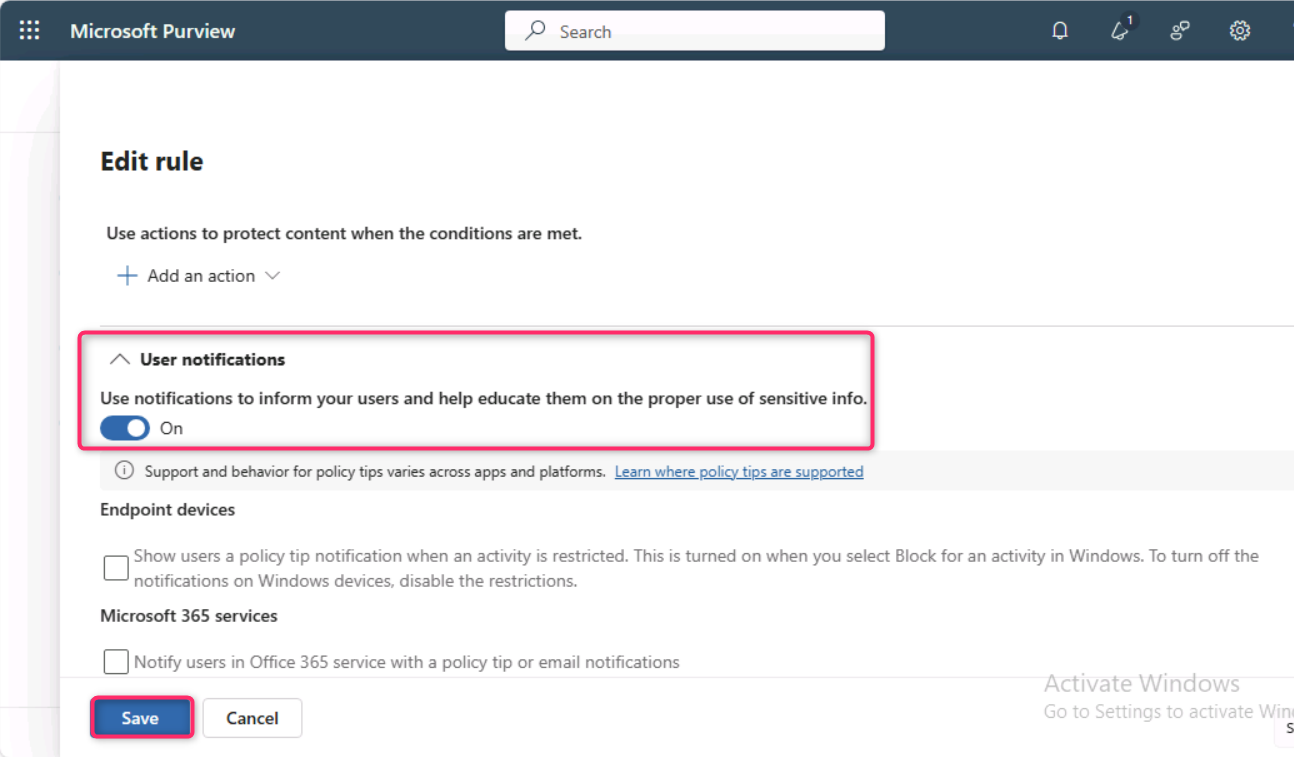 Microsoft Purview
Search
1
Edit rule
Use actions to protect content when the conditions are met.
Add an action
User notifications
Use notifications to inform your users and help educate them on the proper use of sensitive info.
On
Support and behavior for policy tips varies across apps and platforms. Learn where policy tips are supported
Endpoint devices
Show users a policy tip notification when an activity is restricted. This is turned on when you select Block for an activity in Windows. To turn off the
notifications on Windows devices, disable the restrictions.
Microsoft 365 services
Notify users in Office 365 service with a policy tip or email notifications
Activate Windows
Go to Settings to activate
Save Cancel